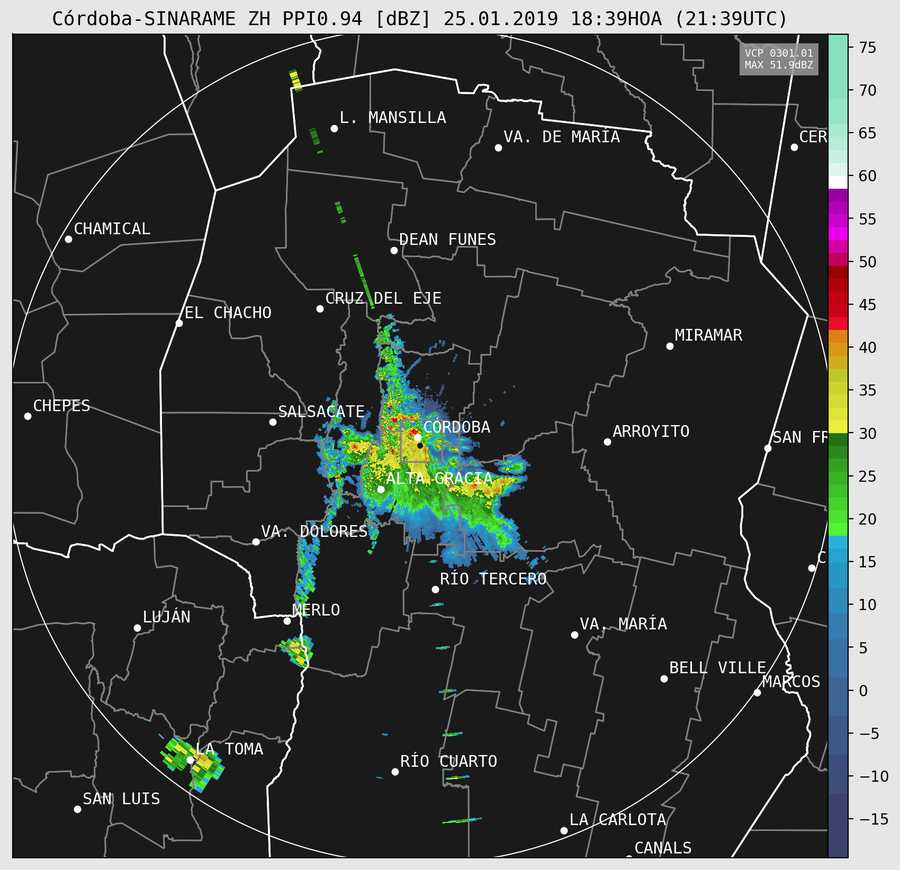 Córdoba-SINARAME ZH PPI0.94 [dBZ] 25.01.2019 18:39HOA (21:39UTC)
VCP 0301.01
MAX 51.9dBZ
75
70
65
60
55
50
45
40
35
30
25
20
15
10
5
0
−5
−10
−15
L. MANSILLA
VA. DE MARÍA
CER
CHAMICAL
DEAN FUNES
CRUZ DEL EJE
EL CHACHO
MIRAMAR
CHEPES
SALSACATE
CÓRDOBA
ARROYITO
SAN FR
ALTA GRACIA
VA. DOLORES
C
RÍO TERCERO
MERLO
LUJÁN
VA. MARÍA
BELL VILLE
MARCOS
LA TOMA
RÍO CUARTO
SAN LUIS
LA CARLOTA
CANALS